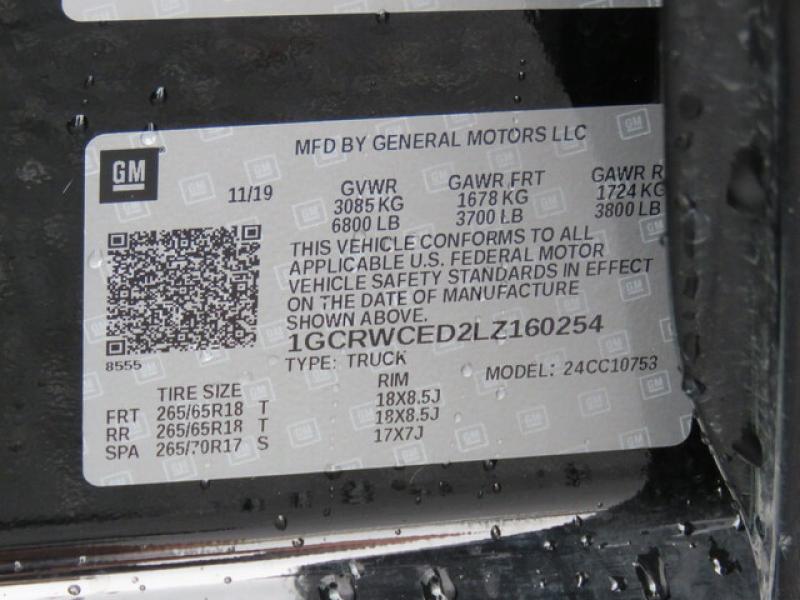 MFD BY GENERAL MOTORS LLC
GM
11/19
GVWR GAWR FRT GAWR R
3085 KG 1678 KG 1724 KG
6800 LB 3700 LB 3800 LB
THIS VEHICLE CONFORMS TO ALL
APPLICABLE U.S. FEDERAL MOTOR
VEHICLE SAFETY STANDARDS IN EFFECT
ON THE DATE OF MANUFACTURE
SHOWN ABOVE.
1GCRWCED2LZ160254
8555
TYPE: TRUCK MODEL: 24CC10753
TIRE SIZE RIM
FRT 265/65R18 T 18X8.5J
RR 265/65R18 T 18X8.5J
SPA 265/70R17 S 17X7J